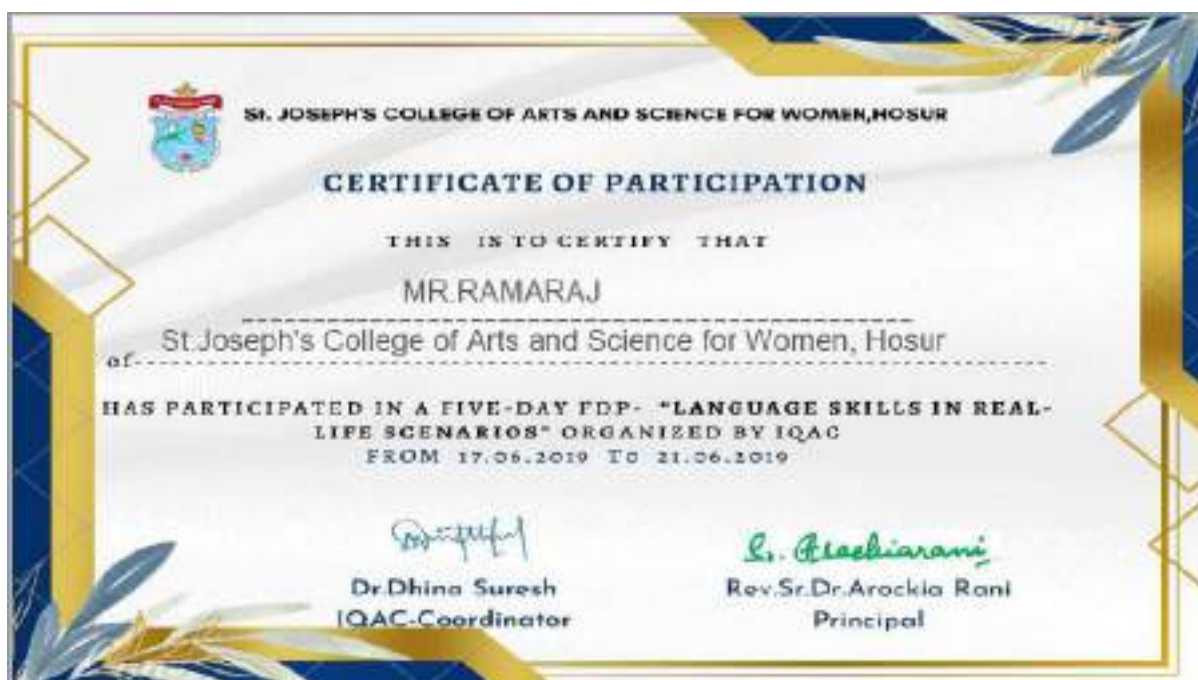 St. JOSEPH'S COLLEGE OF ARTS AND SCIENCE FOR WOMEN,HOSUR
CERTIFICATE OF PARTICIPATION
THIS IS TO CERTIFY THAT
MR.RAMARAJ
of St.Joseph's College of Arts and Science for Women, Hosur
HAS PARTICIPATED IN A FIVE-DAY FDP- "LANGUAGE SKILLS IN REAL-
LIFE SCENARIOS" ORGANIZED BY IQAC
FROM 17.06.2019 TO 21.06.2019
Dr.Dhina Suresh
IQAC-Coordinator
Rev.Sr.Dr.Arockia Rani
Principal